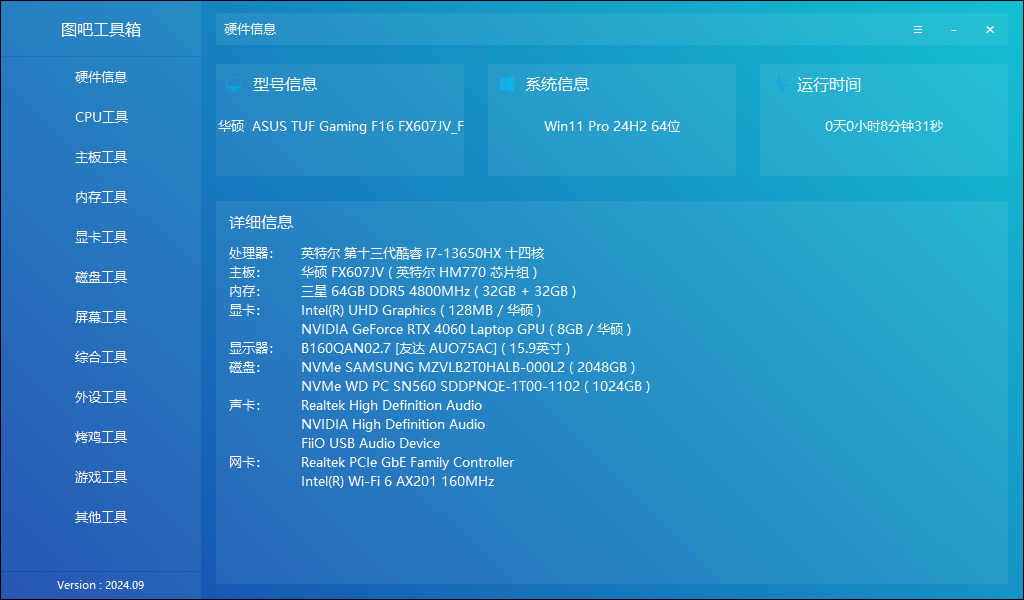 图吧工具箱
硬件信息
CPU工具
主板工具
内存工具
显卡工具
磁盘工具
屏幕工具
综合工具
外设工具
烤鸡工具
游戏工具
其他工具
Version : 2024.09
硬件信息
型号信息
华硕 ASUS TUF Gaming F16 FX607JV_F
系统信息
Win11 Pro 24H2 64位
运行时间
0天0小时8分钟31秒
详细信息
处理器: 英特尔 第十三代酷睿 i7-13650HX 十四核
主板: 华硕 FX607JV ( 英特尔 HM770 芯片组 )
内存: 三星 64GB DDR5 4800MHz ( 32GB + 32GB )
显卡: Intel(R) UHD Graphics ( 128MB / 华硕 )
NVIDIA GeForce RTX 4060 Laptop GPU ( 8GB / 华硕 )
显示器: B160QAN02.7 [友达 AUO75AC] ( 15.9英寸 )
磁盘: NVMe SAMSUNG MZVLB2T0HALB-000L2 ( 2048GB )
NVMe WD PC SN560 SDDPNQE-1T00-1102 ( 1024GB )
声卡: Realtek High Definition Audio
NVIDIA High Definition Audio
FiiO USB Audio Device
网卡: Realtek PCIe GbE Family Controller
Intel(R) Wi-Fi 6 AX201 160MHz